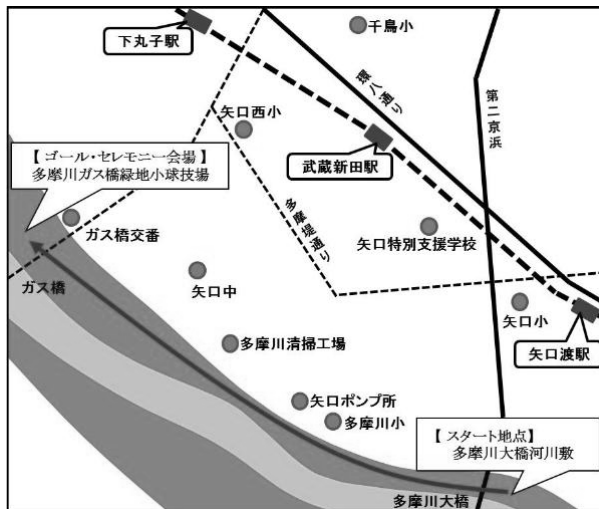 下丸子駅
千鳥小
環八通り
第二京浜
矢口西小
武蔵新田駅
【 ゴール・セレモニー会場 】
多摩川ガス橋緑地小球技場
多摩堤通り
ガス橋交番
矢口特別支援学校
ガス橋
矢口中
矢口小
多摩川清掃工場
矢口渡駅
矢口ポンプ所
多摩川小
【 スタート地点】
多摩川大橋河川敷
多摩川大橋